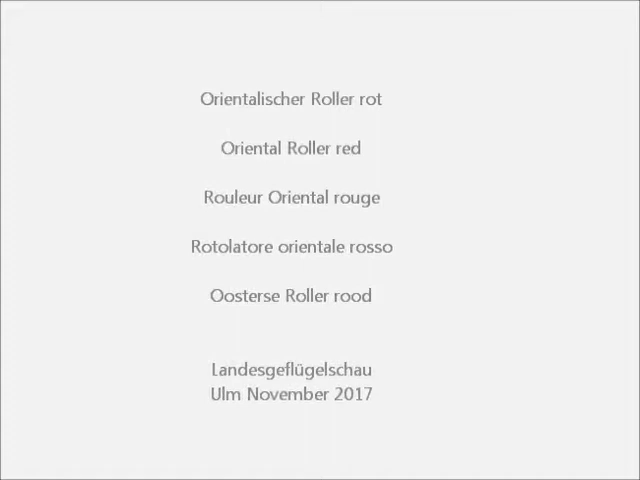 Orientalischer Roller rot
Oriental Roller red
Rouleur Oriental rouge
Rotolatore orientale rosso
Oosterse Roller rood
Landesgeflügelschau
Ulm November 2017